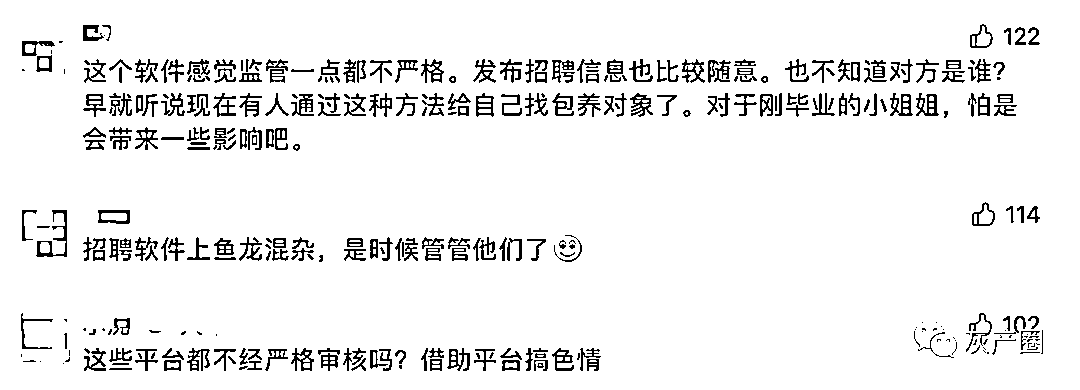 122
这个软件感觉监管一点都不严格。发布招聘信息也比较随意。也不知道对方是谁？
早就听说现在有人通过这种方法给自己找包养对象了。对于刚毕业的小姐姐，怕是
会带来一些影响吧。
114
招聘软件上鱼龙混杂，是时候管管他们了
102
这些平台都不经严格审核吗？借助平台搞色情
灰产圈